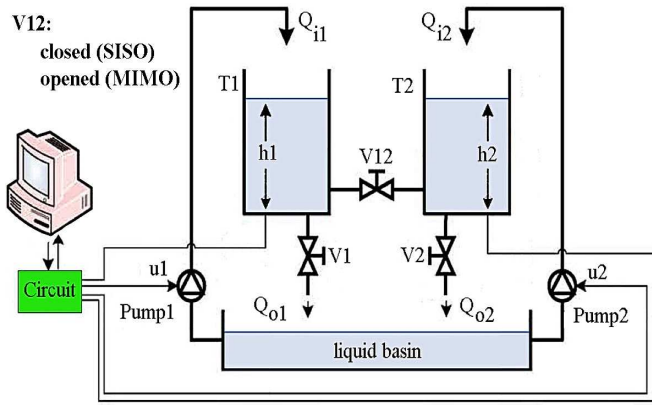 V12:
closed (SISO)
opened (MIMO)
Qi1
Qi2
T1
T2
h1
V12
h2
V1
V2
u1
u2
Circuit
Pump1
Qo1
Qo2
Pump2
liquid basin